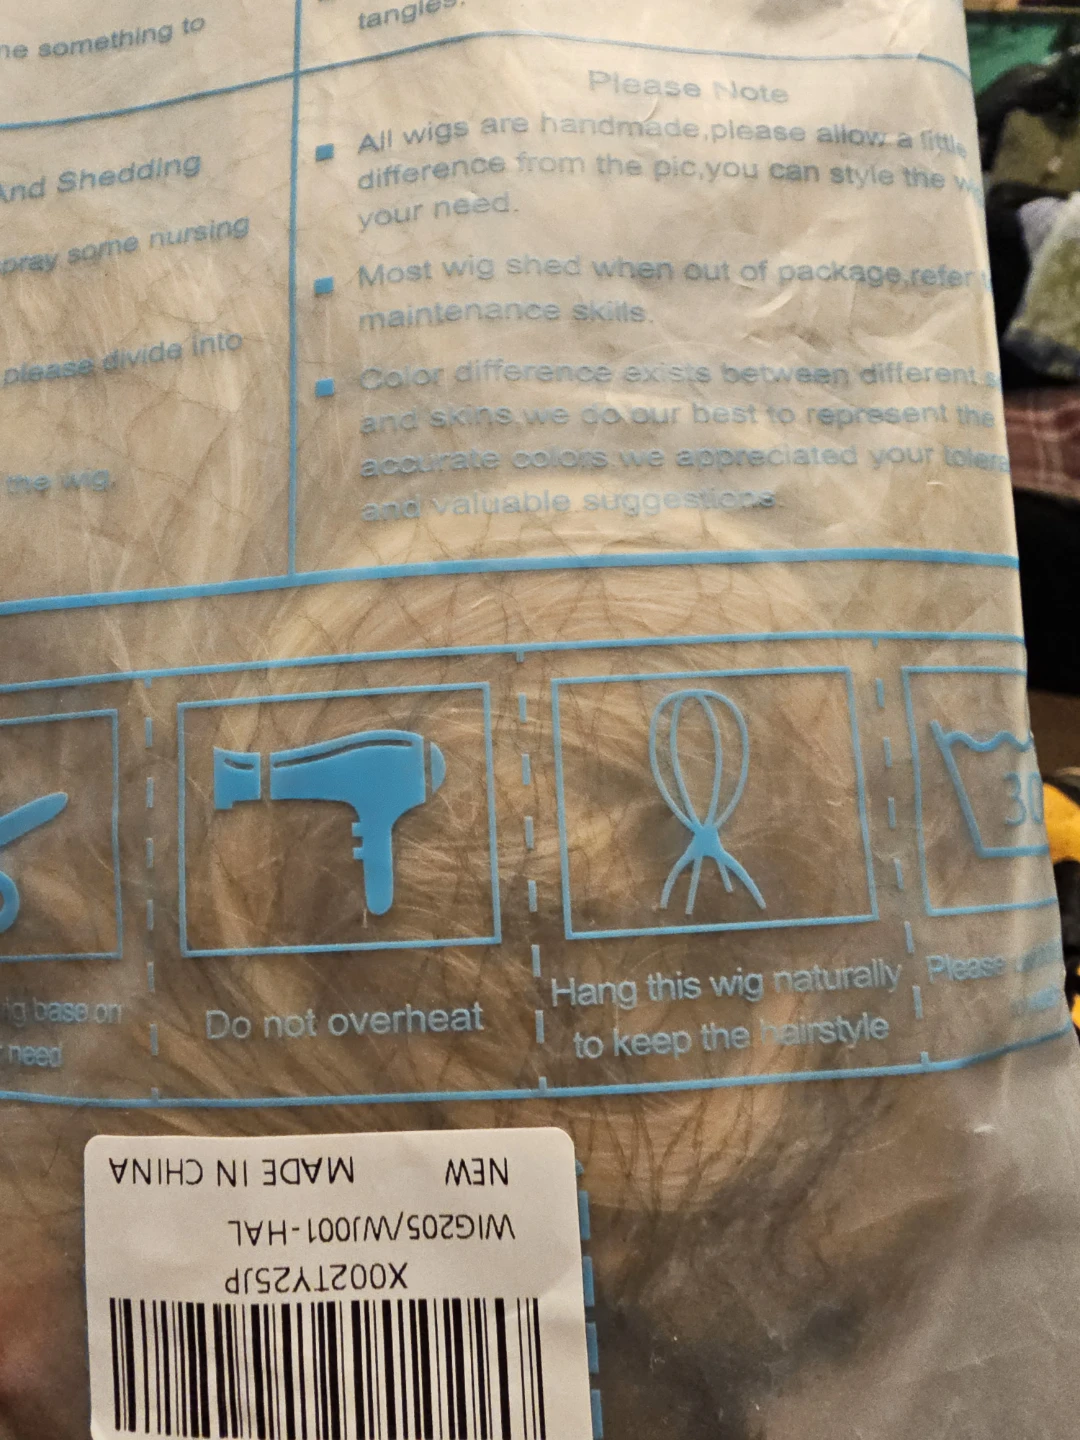 me something to
tangles.
And Shedding
spray some nursing
please divide into
the wig.
Please Note
All wigs are handmade,please allow a little
difference from the pic,you can style the
your need.
Most wig shed when out of package,refer
maintenance skills.
Color difference exists between different
and skins,we do our best to represent the
accurate colors.we appreciated your
and valuable suggestions.
base on
need
Do not overheat
Hang this wig naturally
to keep the hairstyle
30
Please
NEW MADE IN CHINA
WIG205/WJ001-HAL
X002TY25JP